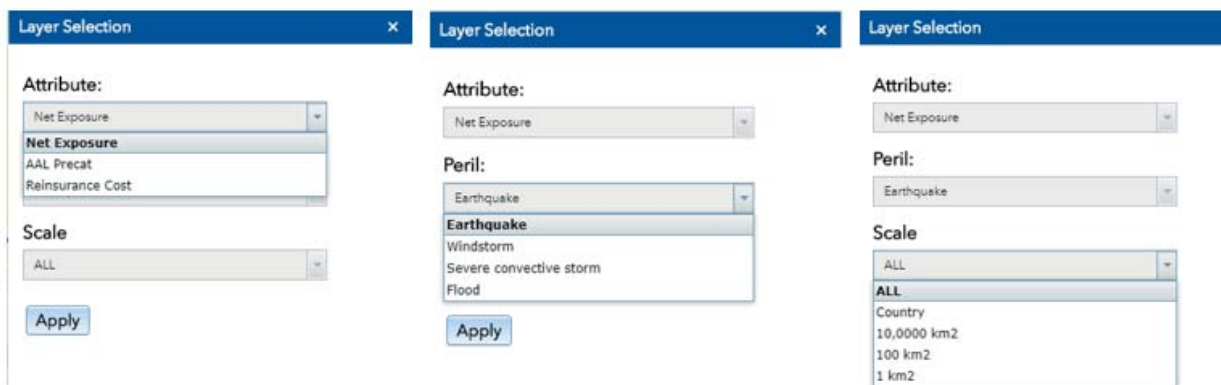 Layer Selection ×
Attribute:
Net Exposure
Net Exposure
AAL Precat
Reinsurance Cost
Scale
ALL
Apply
Layer Selection ×
Attribute:
Net Exposure
Peril:
Earthquake
Earthquake
Windstorm
Severe convective storm
Flood
Apply
Layer Selection
Attribute:
Net Exposure
Peril:
Earthquake
Scale
ALL
ALL
Country
10,0000 km2
100 km2
1 km2